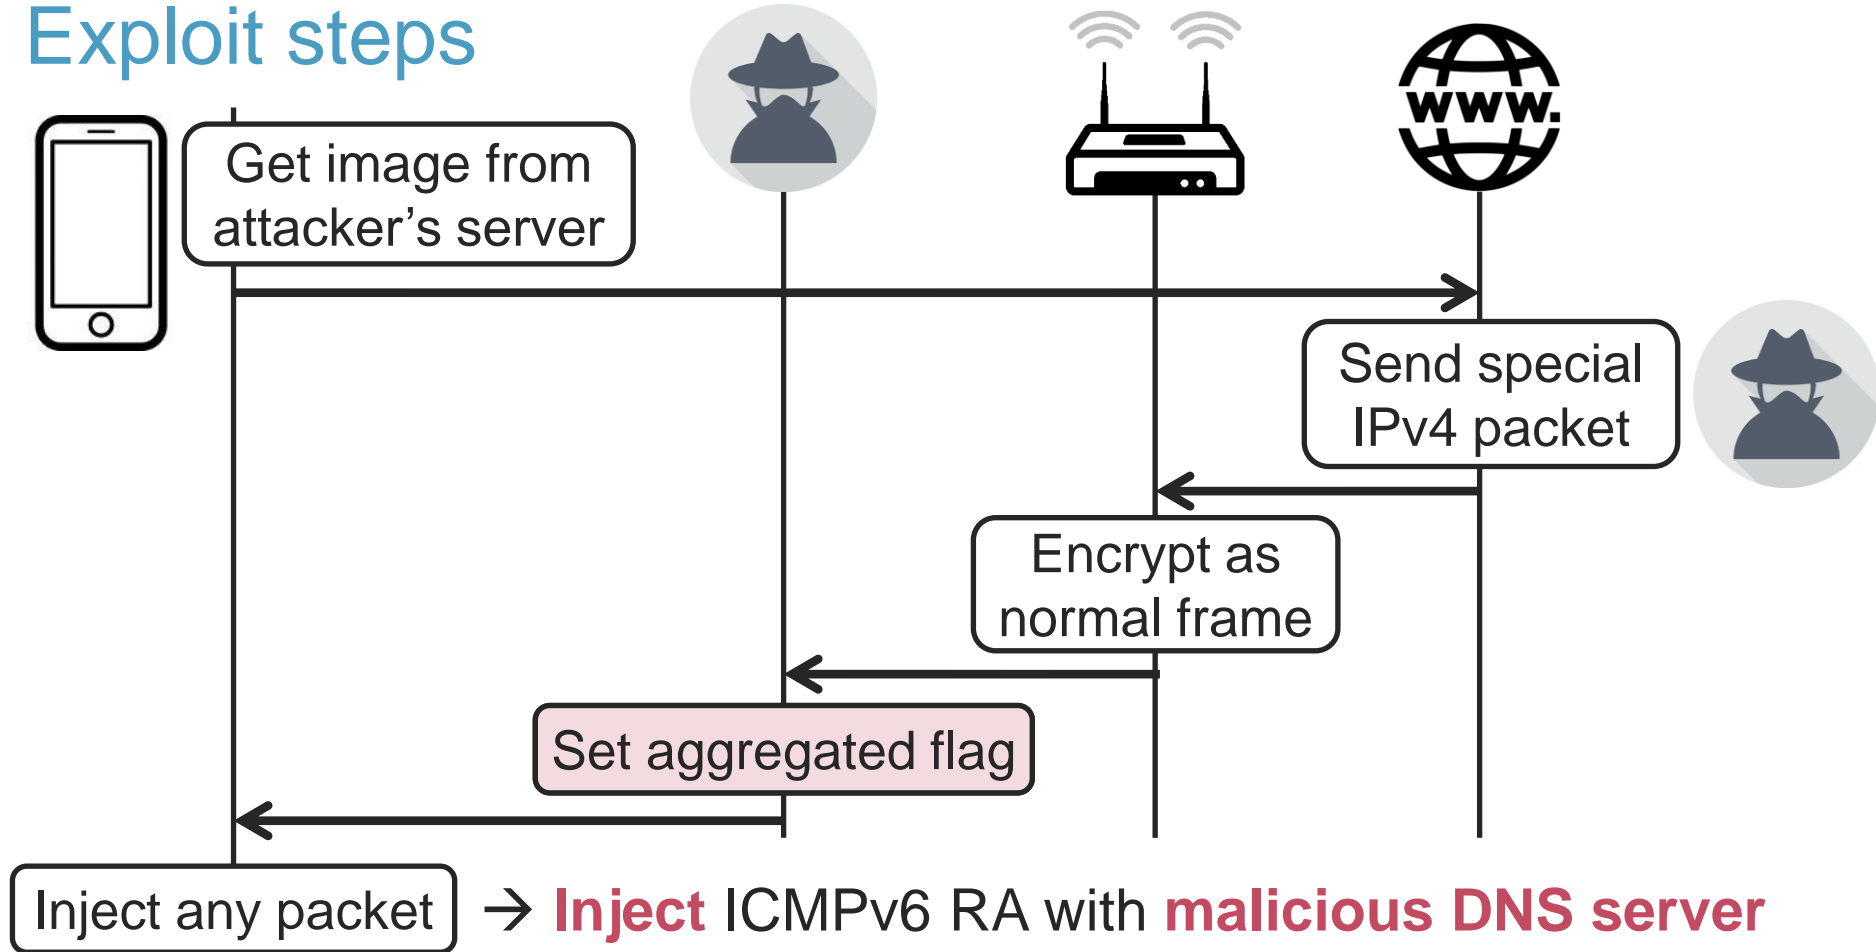 Exploit steps
Get image from
attacker’s server
www.
Send special
IPv4 packet
Encrypt as
normal frame
Set aggregated flag
Inject any packet → Inject ICMPv6 RA with malicious DNS server